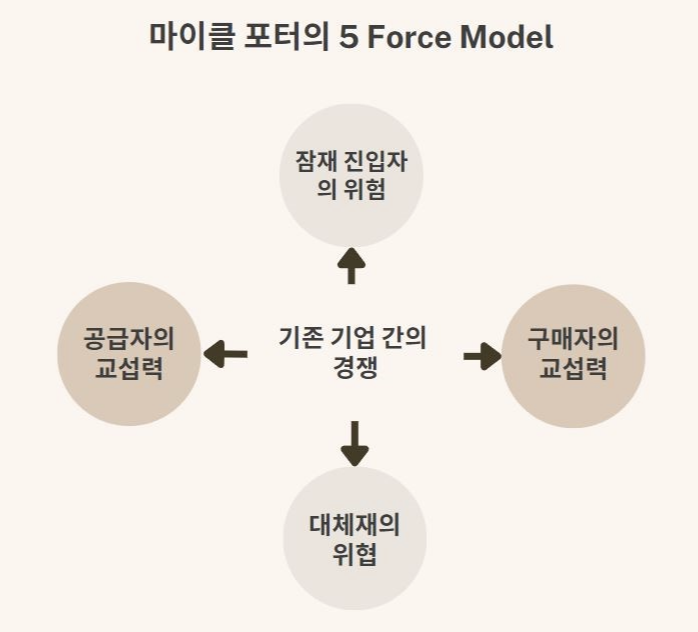 마이클 포터의 5 Force Model
잠재 진입자
의 위험
공급자의
교섭력
기존 기업 간의
경쟁
구매자의
교섭력
대체재의
위협